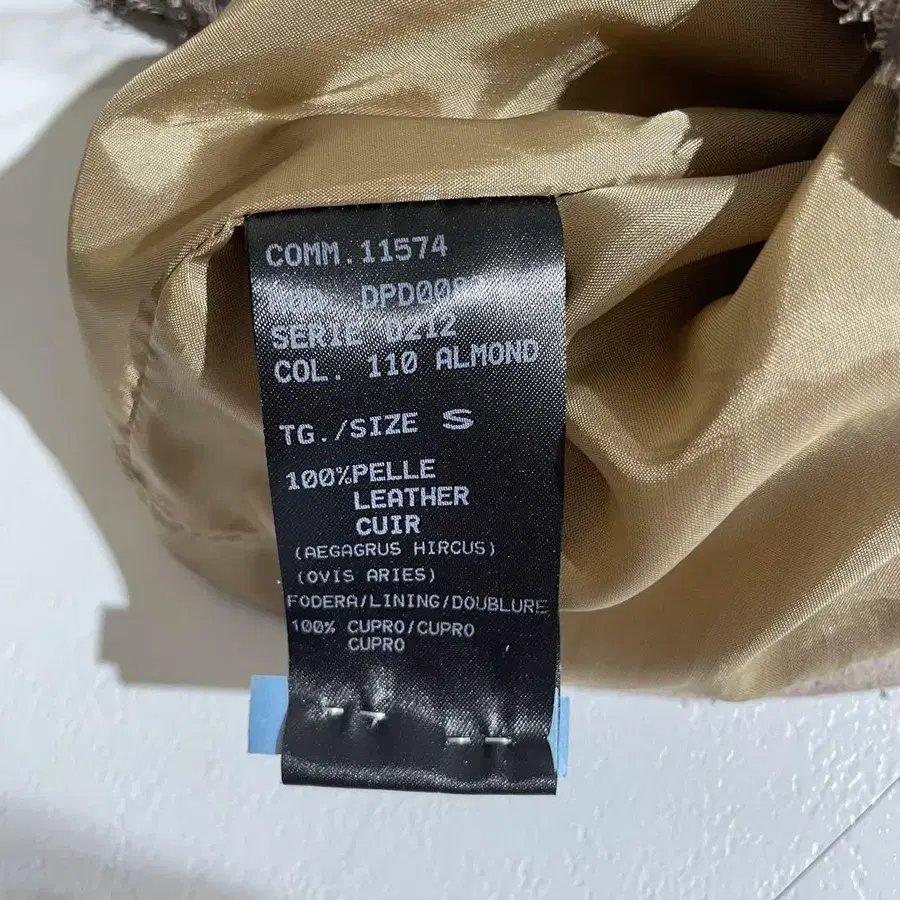 COMM.11574
SERIE 0212
COL. 110 ALMOND
TG./SIZE S
100%PELLE
LEATHER
CUIR
(AEGAGRUS HIRCUS)
(OVIS ARIES)
FODERA/LINING/DOUBLURE
100% CUPRO/CUPRO
CUPRO